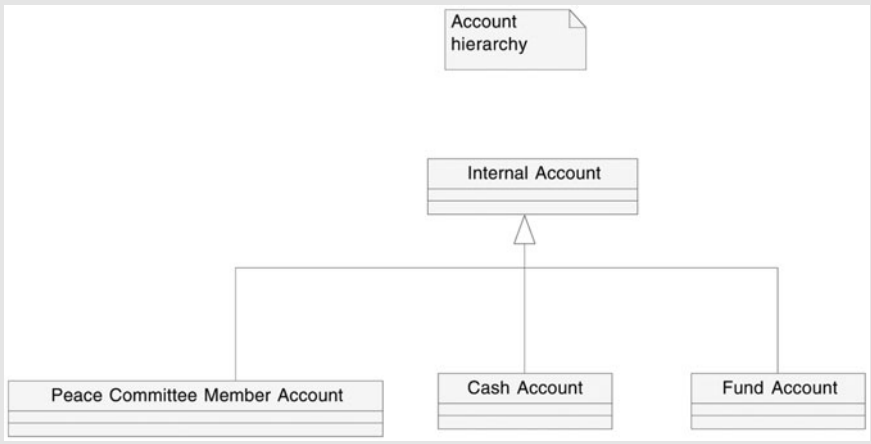 Account
hierarchy
Internal Account
Peace Committee Member Account
Cash Account
Fund Account